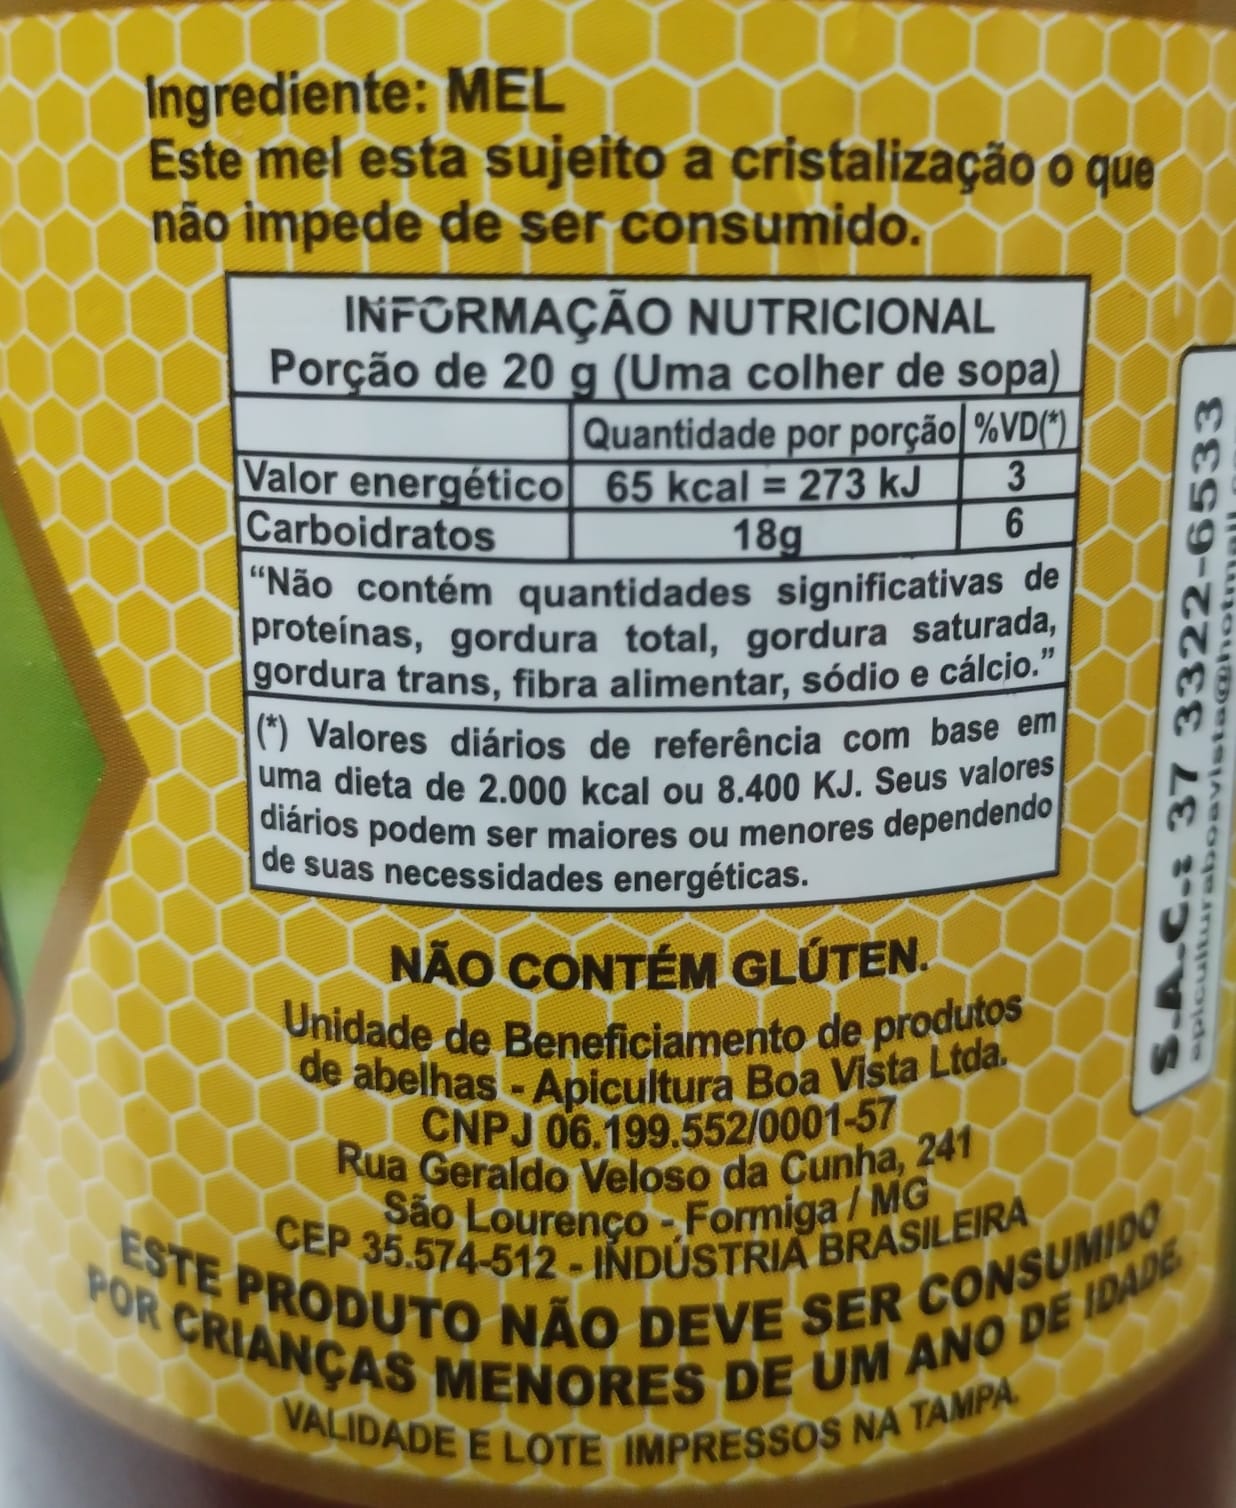 Ingrediente: MEL
Este mel esta sujeito a cristalização o que
não impede de ser consumido.
INFORMAÇÃO NUTRICIONAL
Porção de 20 g (Uma colher de sopa)
Quantidade por porção %VD(*)
Valor energético 65 kcal = 273 kJ 3
Carboidratos 18g 6
“Não contém quantidades significativas de
proteínas, gordura total, gordura saturada,
gordura trans, fibra alimentar, sódio e cálcio.”
(*) Valores diários de referência com base em
uma dieta de 2.000 kcal ou 8.400 KJ. Seus valores
diários podem ser maiores ou menores dependendo
de suas necessidades energéticas.
NÃO CONTÉM GLÚTEN.
Unidade de Beneficiamento de produtos
de abelhas - Apicultura Boa Vista Ltda.
CNPJ 06.199.552/0001-57
Rua Geraldo Veloso da Cunha, 241
São Lourenço - Formiga / MG
CEP 35.574-512 - INDÚSTRIA BRASILEIRA
ESTE PRODUTO NÃO DEVE SER CONSUMIDO
POR CRIANÇAS MENORES DE UM ANO DE IDADE.
VALIDADE E LOTE IMPRESSOS NA TAMPA.
S.A.C.: 37 3322-6533